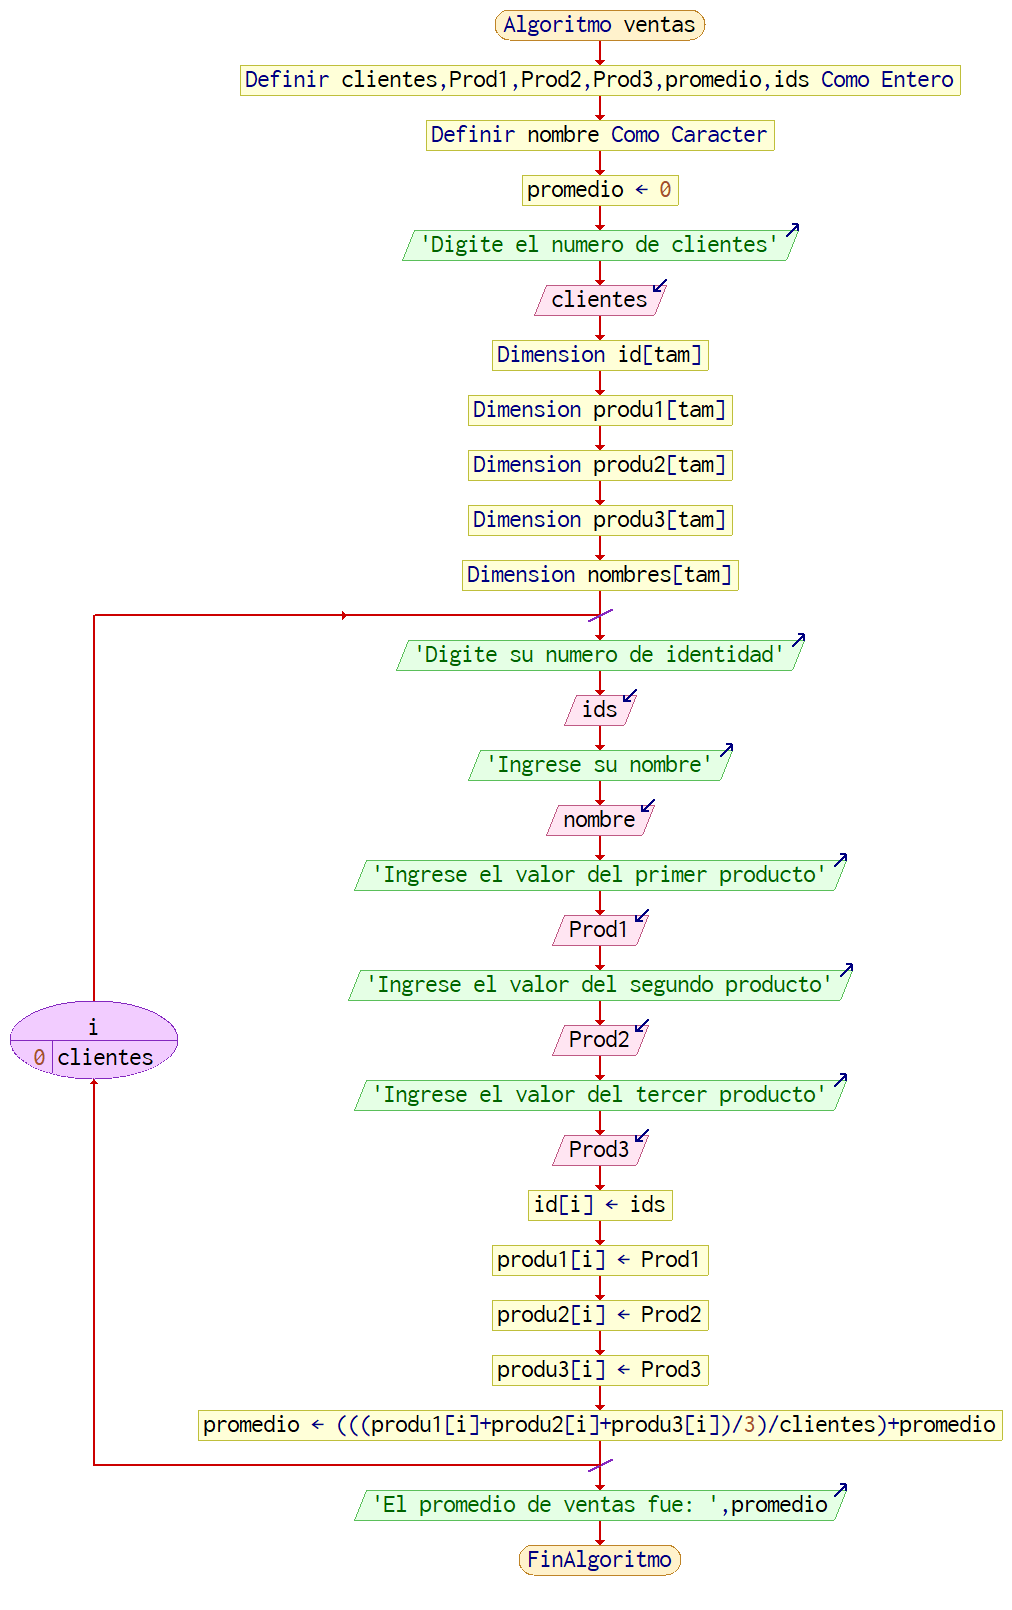 Algoritmo ventas
Definir clientes,Prod1,Prod2,Prod3,promedio,ids Como Entero
Definir nombre Como Caracter
promedio ← 0
'Digite el numero de clientes'
clientes
Dimension id[tam]
Dimension produ1[tam]
Dimension produ2[tam]
Dimension produ3[tam]
Dimension nombres[tam]
'Digite su numero de identidad'
ids
'Ingrese su nombre'
nombre
'Ingrese el valor del primer producto'
Prod1
'Ingrese el valor del segundo producto'
i
0 clientes
Prod2
'Ingrese el valor del tercer producto'
Prod3
id[i] ← ids
produ1[i] ← Prod1
produ2[i] ← Prod2
produ3[i] ← Prod3
promedio ← (((produ1[i]+produ2[i]+produ3[i])/3)/clientes)+promedio
'El promedio de ventas fue: ',promedio
FinAlgoritmo